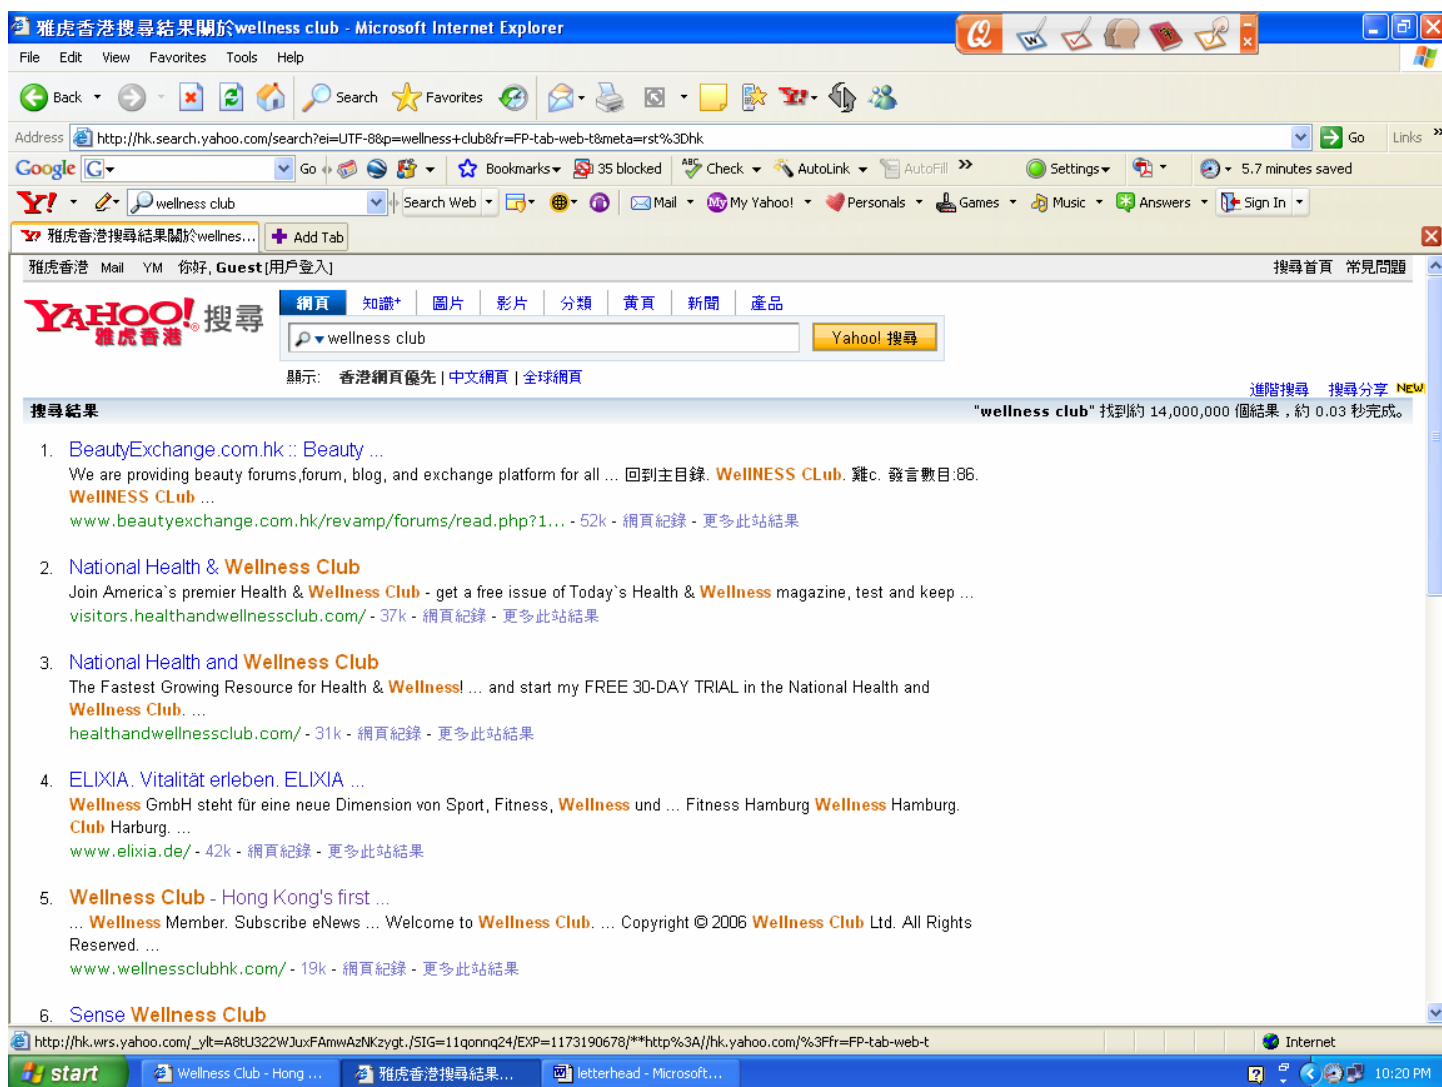 雅虎香港搜尋結果關於wellness club - Microsoft Internet Explorer
File Edit View Favorites Tools Help
Back Search Favorites
Address http://hk.search.yahoo.com/search?ei=UTF-8&p=wellness+club&fr=FP-tab-web-t&meta=rst%3Dhk Go Links
Google Go Bookmarks 35 blocked Check AutoLink AutoFill Settings 5.7 minutes saved
Y! wellness club Search Web Mail My Yahoo! Personals Games Music Answers Sign In
雅虎香港搜尋結果關於wellnes... Add Tab
雅虎香港 Mail YM 你好, Guest [用戶登入] 搜尋首頁 常見問題
YAHOO! 搜尋
雅虎香港
網頁 知識+ 圖片 影片 分類 黃頁 新聞 產品
wellness club Yahoo! 搜尋
顯示: 香港網頁優先 | 中文網頁 | 全球網頁
進階搜尋 搜尋分享 NEW
搜尋結果 "wellness club" 找到約 14,000,000 個結果，約 0.03 秒完成。
1. BeautyExchange.com.hk :: Beauty ...
We are providing beauty forums,forum, blog, and exchange platform for all ... 回到主目錄. WellNESS CLub. 雞c. 發言數目:86.
WellNESS CLub ...
www.beautyexchange.com.hk/revamp/forums/read.php?1... - 52k - 網頁紀錄 - 更多此站結果
2. National Health & Wellness Club
Join America`s premier Health & Wellness Club - get a free issue of Today`s Health & Wellness magazine, test and keep ...
visitors.healthandwellnessclub.com/ - 37k - 網頁紀錄 - 更多此站結果
3. National Health and Wellness Club
The Fastest Growing Resource for Health & Wellness! ... and start my FREE 30-DAY TRIAL in the National Health and
Wellness Club. ...
healthandwellnessclub.com/ - 31k - 網頁紀錄 - 更多此站結果
4. ELIXIA. Vitalität erleben. ELIXIA ...
Wellness GmbH steht für eine neue Dimension von Sport, Fitness, Wellness und ... Fitness Hamburg Wellness Hamburg.
Club Harburg. ...
www.elixia.de/ - 42k - 網頁紀錄 - 更多此站結果
5. Wellness Club - Hong Kong's first ...
... Wellness Member. Subscribe eNews ... Welcome to Wellness Club. ... Copyright © 2006 Wellness Club Ltd. All Rights
Reserved. ...
www.wellnessclubhk.com/ - 19k - 網頁紀錄 - 更多此站結果
6. Sense Wellness Club
http://hk.wrs.yahoo.com/_ylt=A8tU322WJuxFAmwAzNKzygt./SIG=11qonnq24/EXP=1173190678/**http%3A//hk.yahoo.com/%3Ffr=FP-tab-web-t Internet
start Wellness Club - Hong ... 雅虎香港搜尋結果... letterhead - Microsoft... 10:20 PM